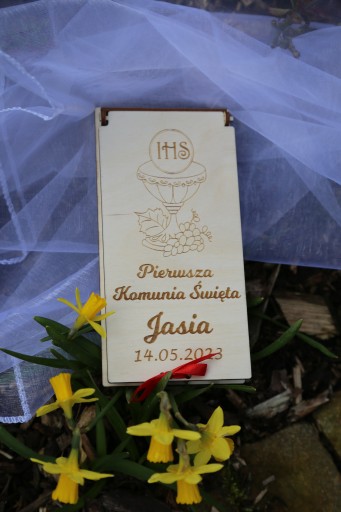 IHS
Pierwsza
Komunia Święta
Jasia
14.05.2023